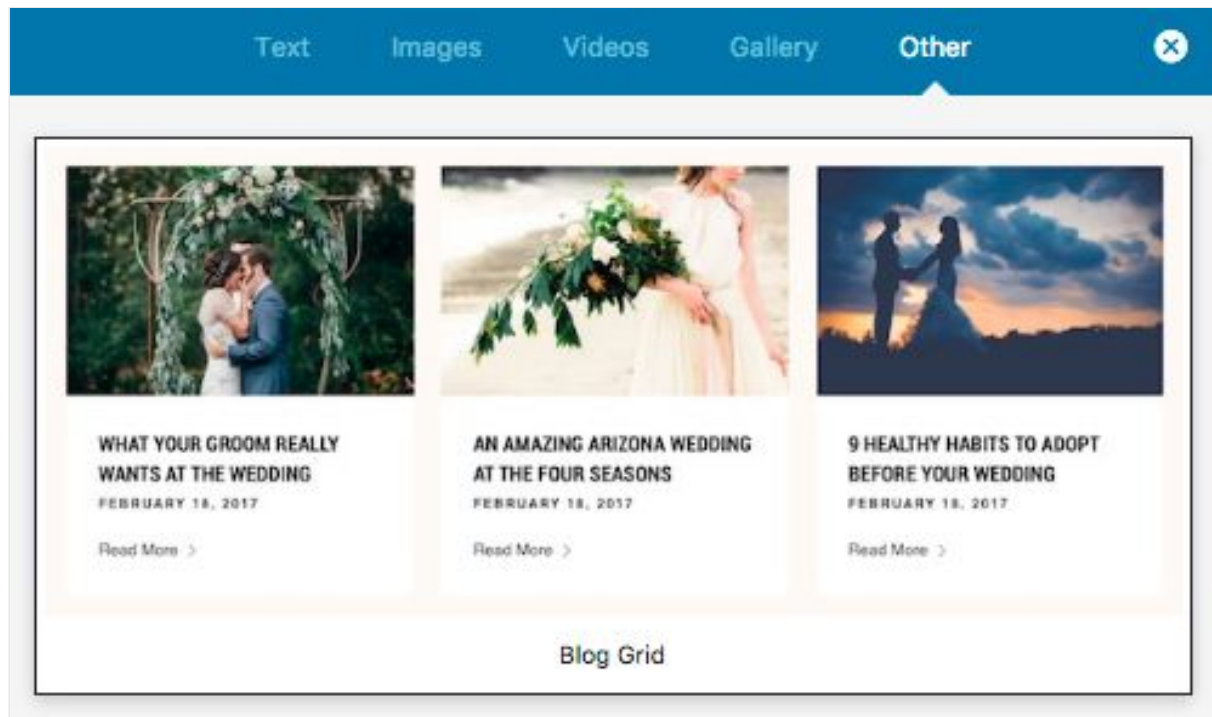 Text Images Videos Gallery Other
WHAT YOUR GROOM REALLY
WANTS AT THE WEDDING
FEBRUARY 18, 2017
Read More >
AN AMAZING ARIZONA WEDDING
AT THE FOUR SEASONS
FEBRUARY 18, 2017
Read More >
9 HEALTHY HABITS TO ADOPT
BEFORE YOUR WEDDING
FEBRUARY 18, 2017
Read More >
Blog Grid